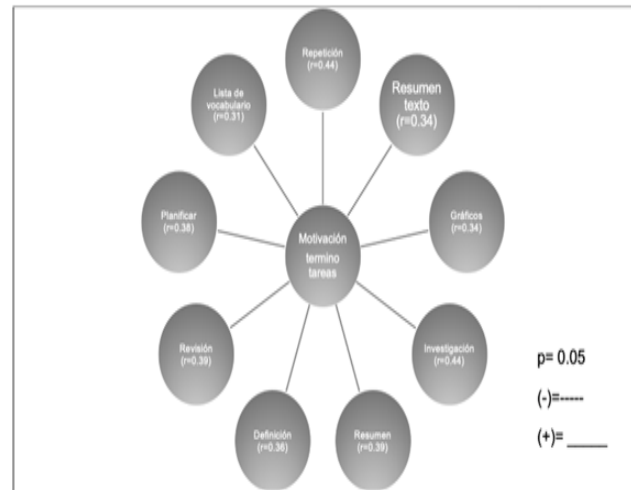 Repetición
(r=0.44)
Resumen
texto
(r=0.34)
Gráficos
(r=0.34)
Investigación
(r=0.44)
Resumen
(r=0.39)
Definición
(r=0.36)
Revisión
(r=0.39)
Planificar
(r=0.38)
Lista de
vocabulario
(r=0.31)
Motivación
termino
tareas
p= 0.05
(-)=-----
(+)= _____